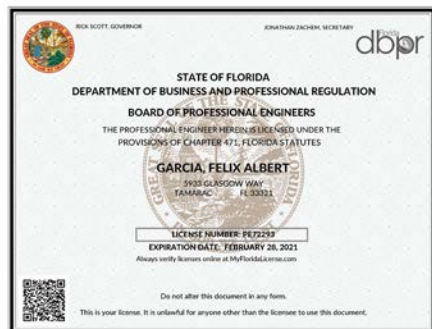 RICK SCOTT, GOVERNOR
JONATHAN ZACHEM, SECRETARY
Florida
dbpr
STATE OF FLORIDA
DEPARTMENT OF BUSINESS AND PROFESSIONAL REGULATION
BOARD OF PROFESSIONAL ENGINEERS
THE PROFESSIONAL ENGINEER HEREIN IS LICENSED UNDER THE
PROVISIONS OF CHAPTER 471, FLORIDA STATUTES
GARCIA, FELIX ALBERT
5933 GLASGOW WAY
TAMARAC FL 33321
LICENSE NUMBER: PE72293
EXPIRATION DATE: FEBRUARY 28, 2021
Always verify licenses online at MyFloridaLicense.com
Do not alter this document in any form.
This is your license. It is unlawful for anyone other than the licensee to use this document.